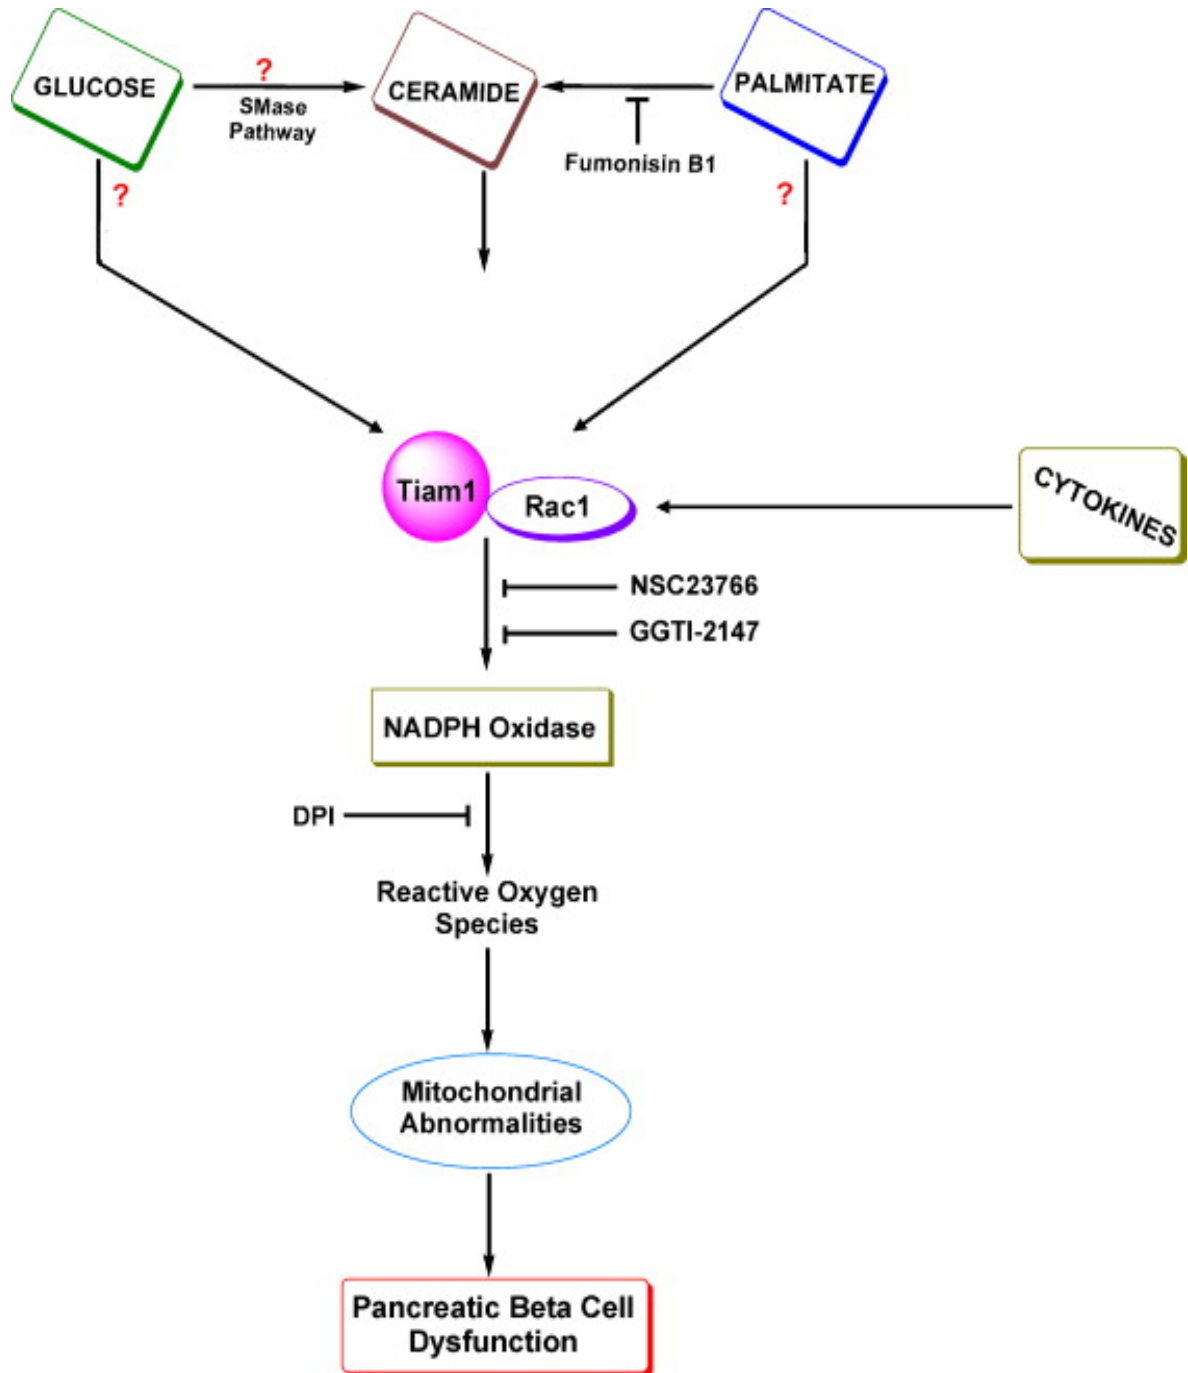 GLUCOSE
?
SMase
Pathway
CERAMIDE
PALMITATE
Fumonisin B1
?
?
Tiam1
Rac1
CYTOKINES
NSC23766
GGTI-2147
NADPH Oxidase
DPI
Reactive Oxygen
Species
Mitochondrial
Abnormalities
Pancreatic Beta Cell
Dysfunction